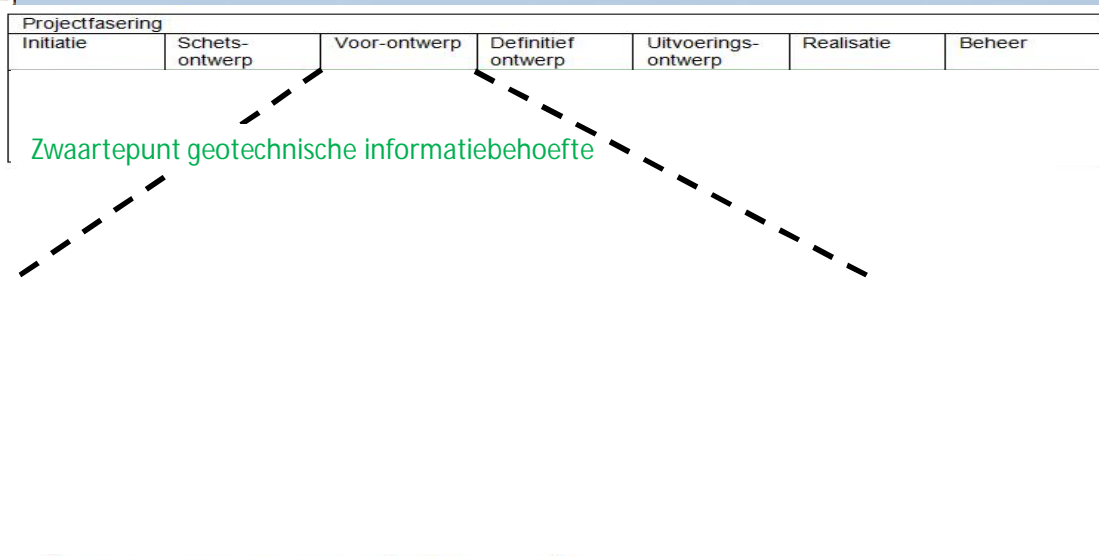 Projectfasering
Initiatie
Schets-
ontwerp
Voor-ontwerp
Definitief
ontwerp
Uitvoerings-
ontwerp
Realisatie
Beheer
Zwaartepunt geotechnische informatiebehoefte